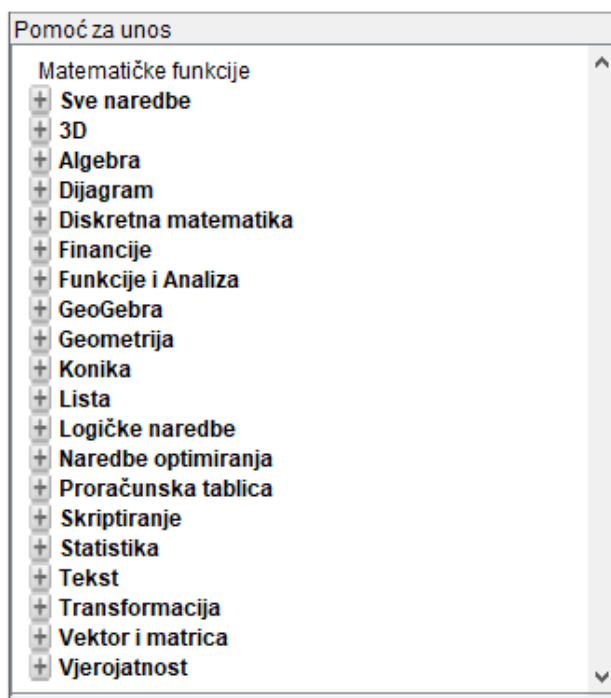 Pomoć za unos
Matematičke funkcije
Sve naredbe
3D
Algebra
Dijagram
Diskretna matematika
Financije
Funkcije i Analiza
GeoGebra
Geometrija
Konika
Lista
Logičke naredbe
Naredbe optimiranja
Proračunska tablica
Skriptiranje
Statistika
Tekst
Transformacija
Vektor i matrica
Vjerojatnost